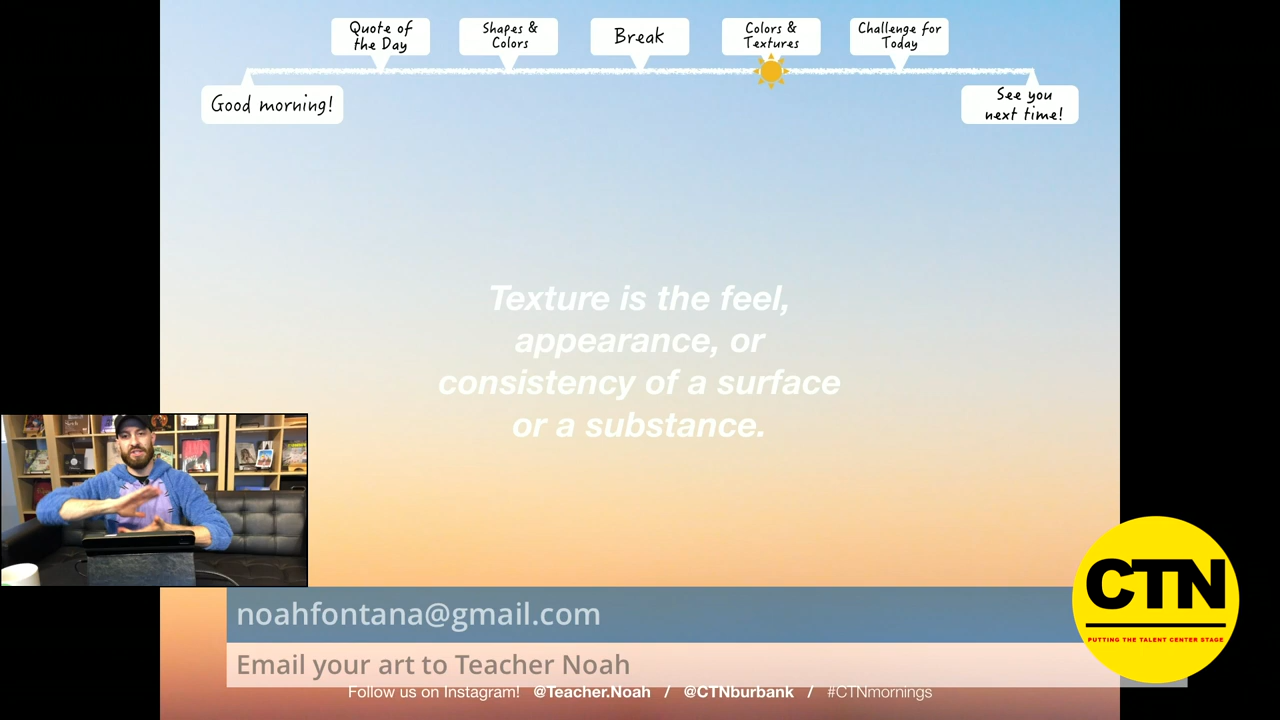 Quote of
the Day
Shapes &
Colors
Break
Colors &
Textures
Challenge for
Today
Good morning!
See you
next time!
Texture is the feel,
appearance, or
consistency of a surface
or a substance.
CTN
PUTTING THE TALENT CENTER STAGE
noahfontana@gmail.com
Email your art to Teacher Noah
Follow us on Instagram! @Teacher.Noah / @CTNburbank / #CTNmornings